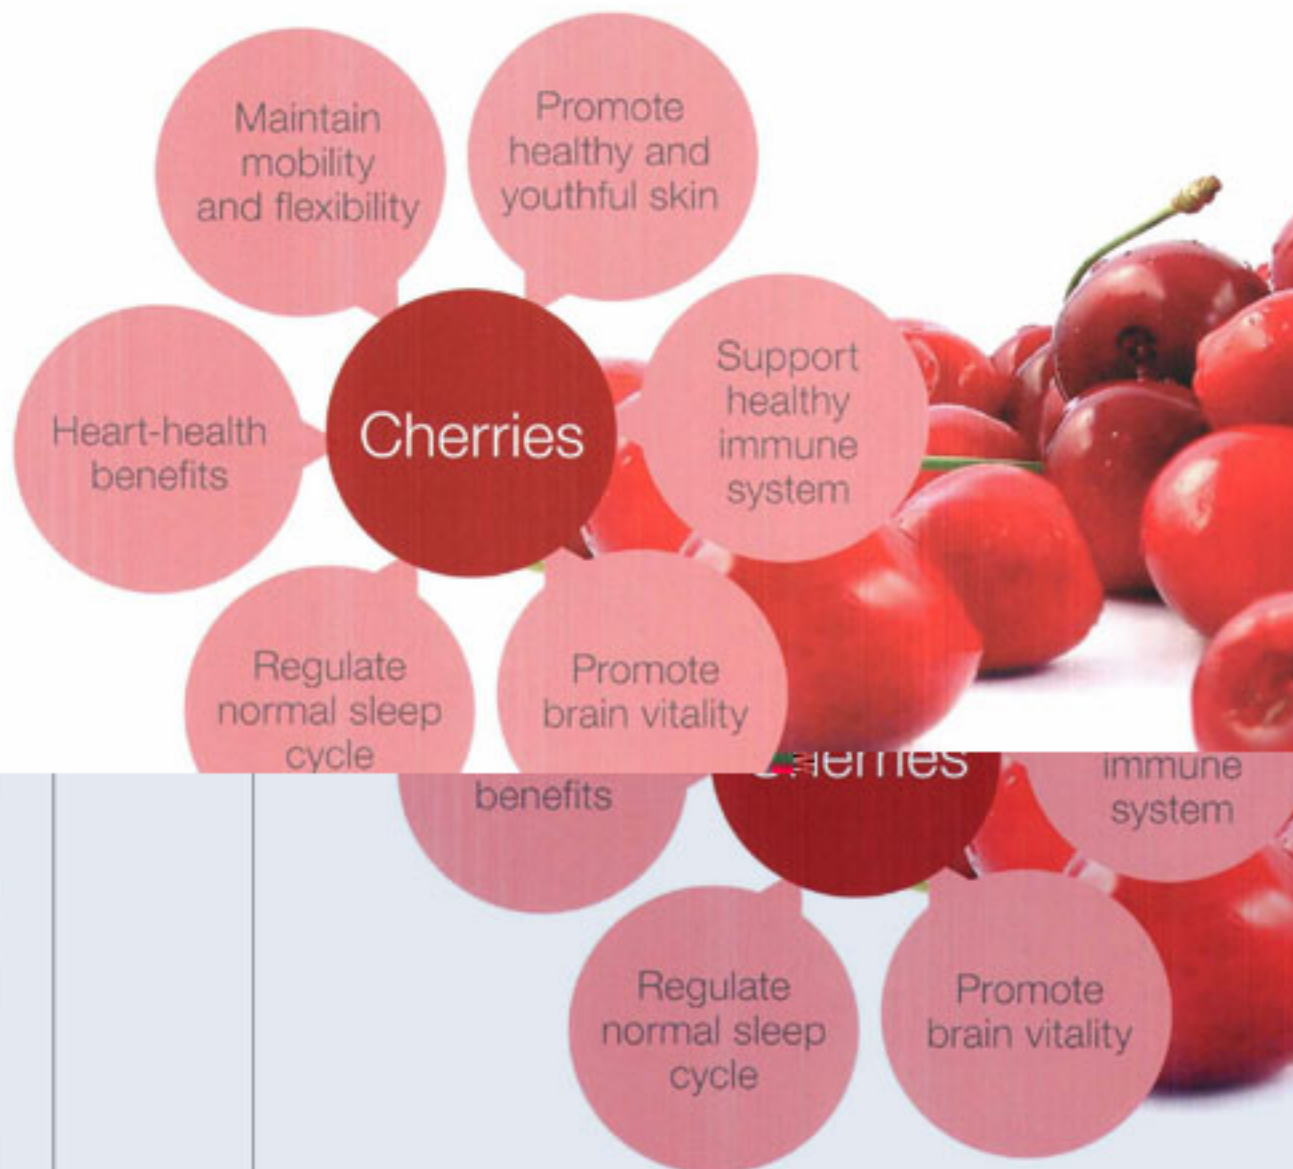 Maintain
mobility
and flexibility
Promote
healthy and
youthful skin
Heart-health
benefits
Cherries
Support
healthy
immune
system
Regulate
normal sleep
cycle
Promote
brain vitality
benefits
Cherries
immune
system
Regulate
normal sleep
cycle
Promote
brain vitality